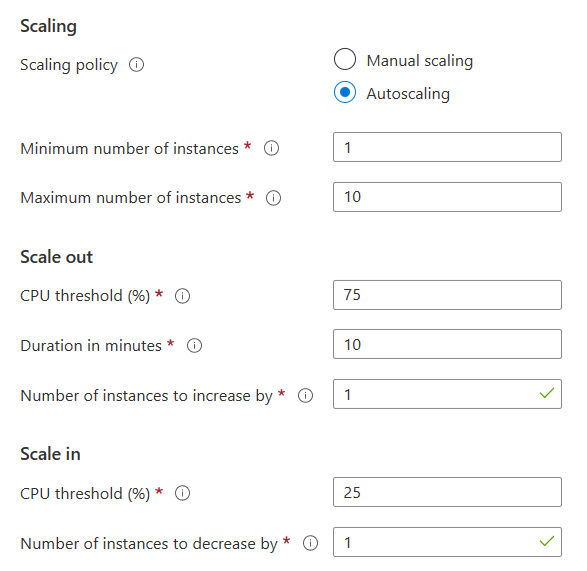 Scaling
Scaling policy
Manual scaling
Autoscaling
Minimum number of instances * 1
Maximum number of instances * 10
Scale out
CPU threshold (%) * 75
Duration in minutes * 10
Number of instances to increase by * 1
Scale in
CPU threshold (%) * 25
Number of instances to decrease by * 1